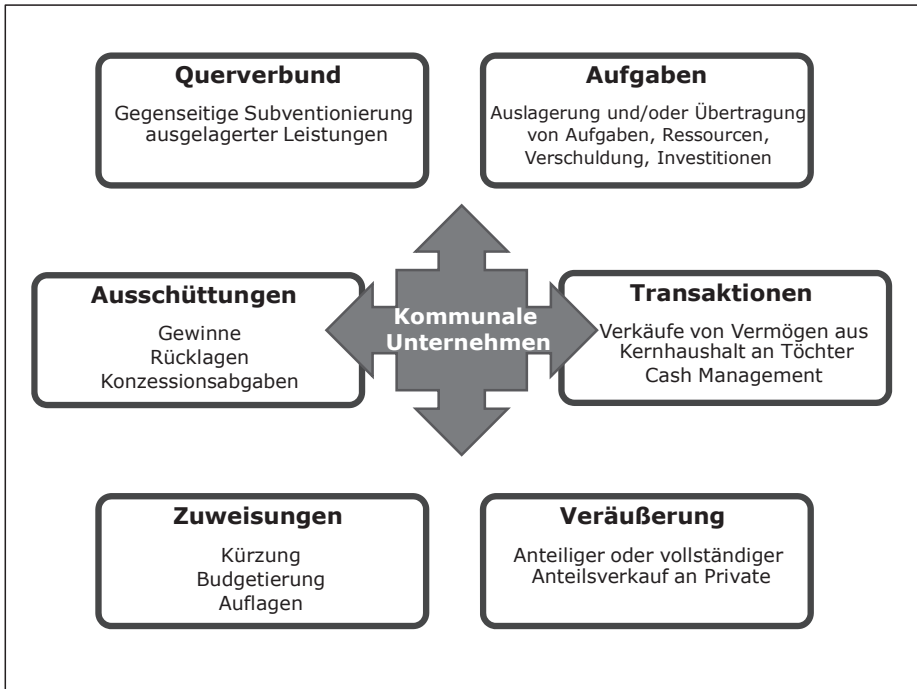 Querverbund
Gegenseitige Subventionierung
ausgelagerter Leistungen
Aufgaben
Auslagerung und/oder Übertragung
von Aufgaben, Ressourcen,
Verschuldung, Investitionen
Ausschüttungen
Gewinne
Rücklagen
Konzessionsabgaben
Kommunale
Unternehmen
Transaktionen
Verkäufe von Vermögen aus
Kernhaushalt an Töchter
Cash Management
Zuweisungen
Kürzung
Budgetierung
Auflagen
Veräußerung
Anteiliger oder vollständiger
Anteilsverkauf an Private